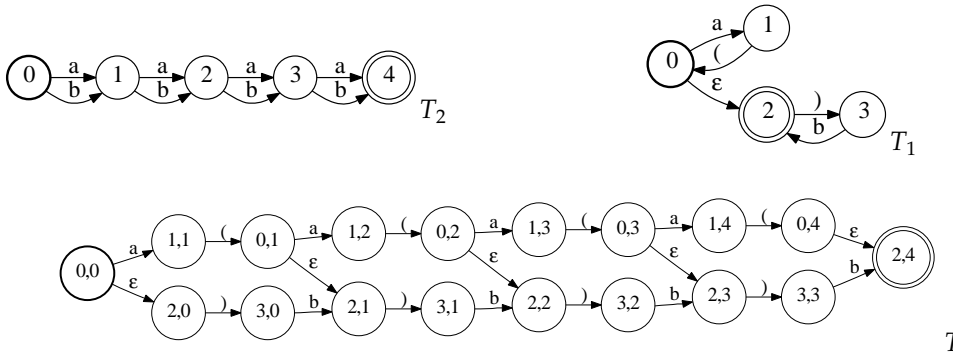 a a a a
0 1 2 3 4
b b b b
T₂
a 1
0 (
ε
2 ) 3
b
T₁
a 1,1 ( 0,1 a 1,2 ( 0,2 a 1,3 ( 0,3 a 1,4 ( 0,4 ε
0,0 ε ε ε 2,4
ε 2,0 ) 3,0 b 2,1 ) 3,1 b 2,2 ) 3,2 b 2,3 ) 3,3 b
T